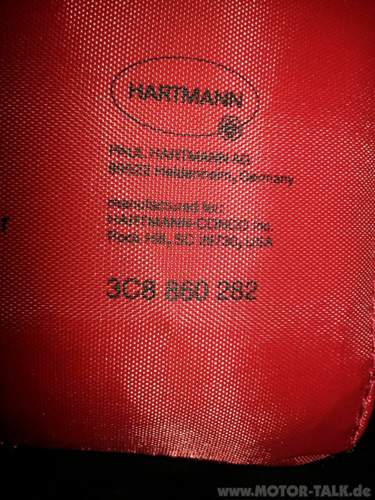 HARTMANN
PAUL HARTMANN AG
89522 Heidenheim, Germany
manufactured for:
HARTMANN-CONCO Inc.
Rock Hill, SC 29730, USA
r
3C8 860 282
www.MOTOR-TALK.de